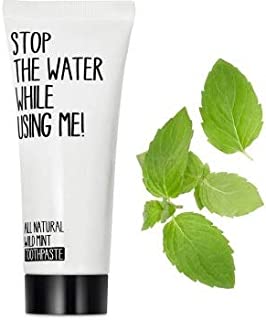 STOP
THE WATER
WHILE
USING ME!
ALL NATURAL
WILD MINT
TOOTHPASTE